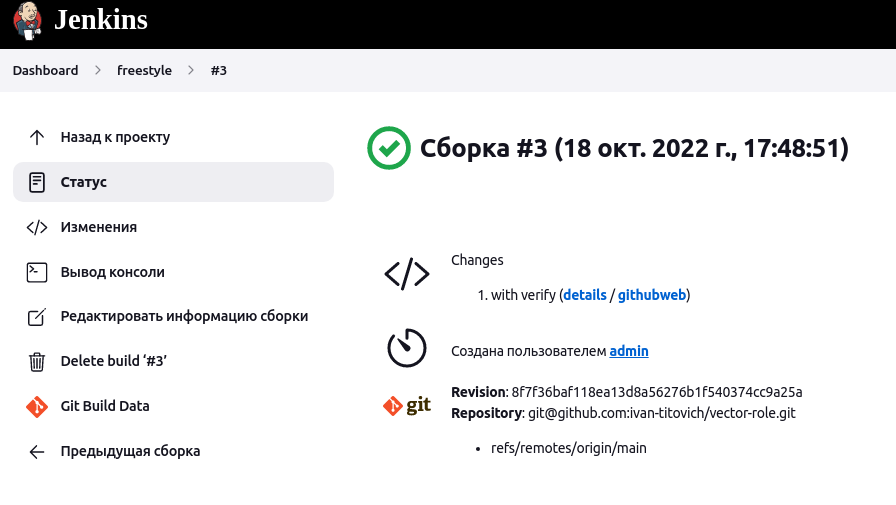 Jenkins
Dashboard
freestyle
#3
Назад к проекту
Статус
Изменения
Вывод консоли
Редактировать информацию сборки
Delete build ‘#3’
Git Build Data
Предыдущая сборка
Сборка #3 (18 окт. 2022 г., 17:48:51)
Changes
1. with verify (details / githubweb)
Создана пользователем admin
git
Revision: 8f7f36baf118ea13d8a56276b1f540374cc9a25a
Repository: git@github.com:ivan-titovich/vector-role.git
• refs/remotes/origin/main